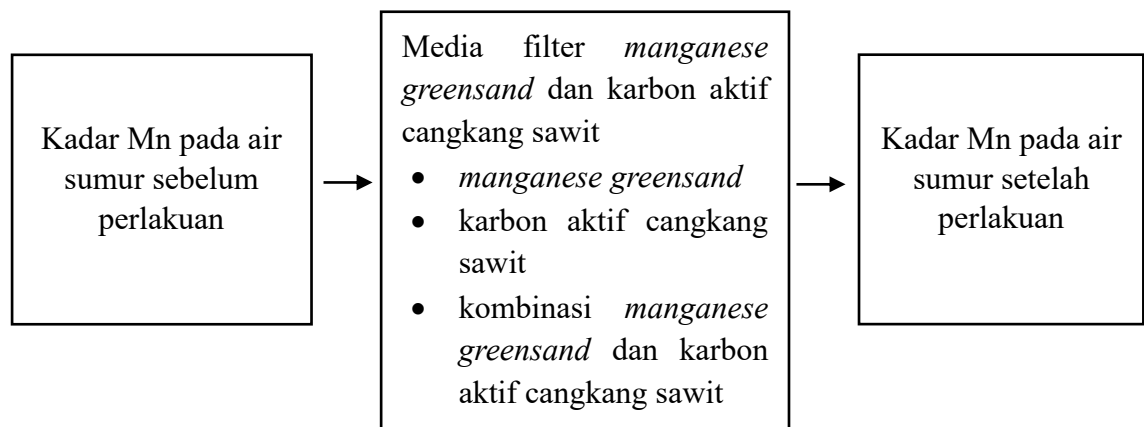 Kadar Mn pada air
sumur sebelum
perlakuan
Media filter manganese
greensand dan karbon aktif
cangkang sawit
• manganese greensand
• karbon aktif cangkang
sawit
• kombinasi manganese
greensand dan karbon
aktif cangkang sawit
Kadar Mn pada air
sumur setelah
perlakuan